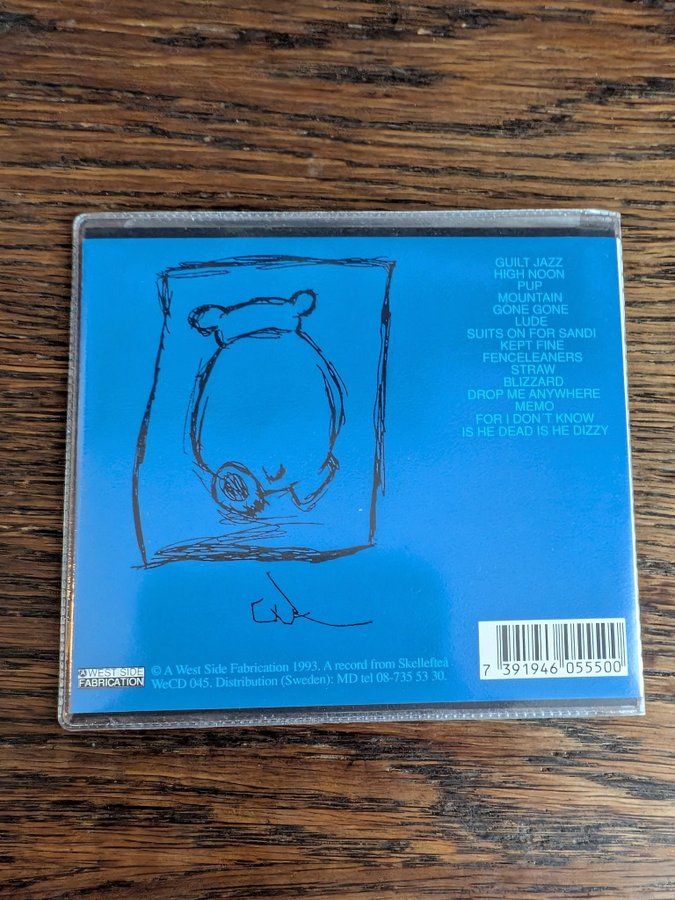 GUILT JAZZ
HIGH NOON
PUP
MOUNTAIN
GONE GONE
LUDE
SUITS ON FOR SANDI
KEPT FINE
FENCELEANERS
STRAW
BLIZZARD
DROP ME ANYWHERE
MEMO
FOR I DON´T KNOW
IS HE DEAD IS HE DIZZY
A WEST SIDE
FABRICATION
© A West Side Fabrication 1993. A record from Skellefteå
WeCD 045. Distribution (Sweden): MD tel 08-735 53 30.
7 391946 055500